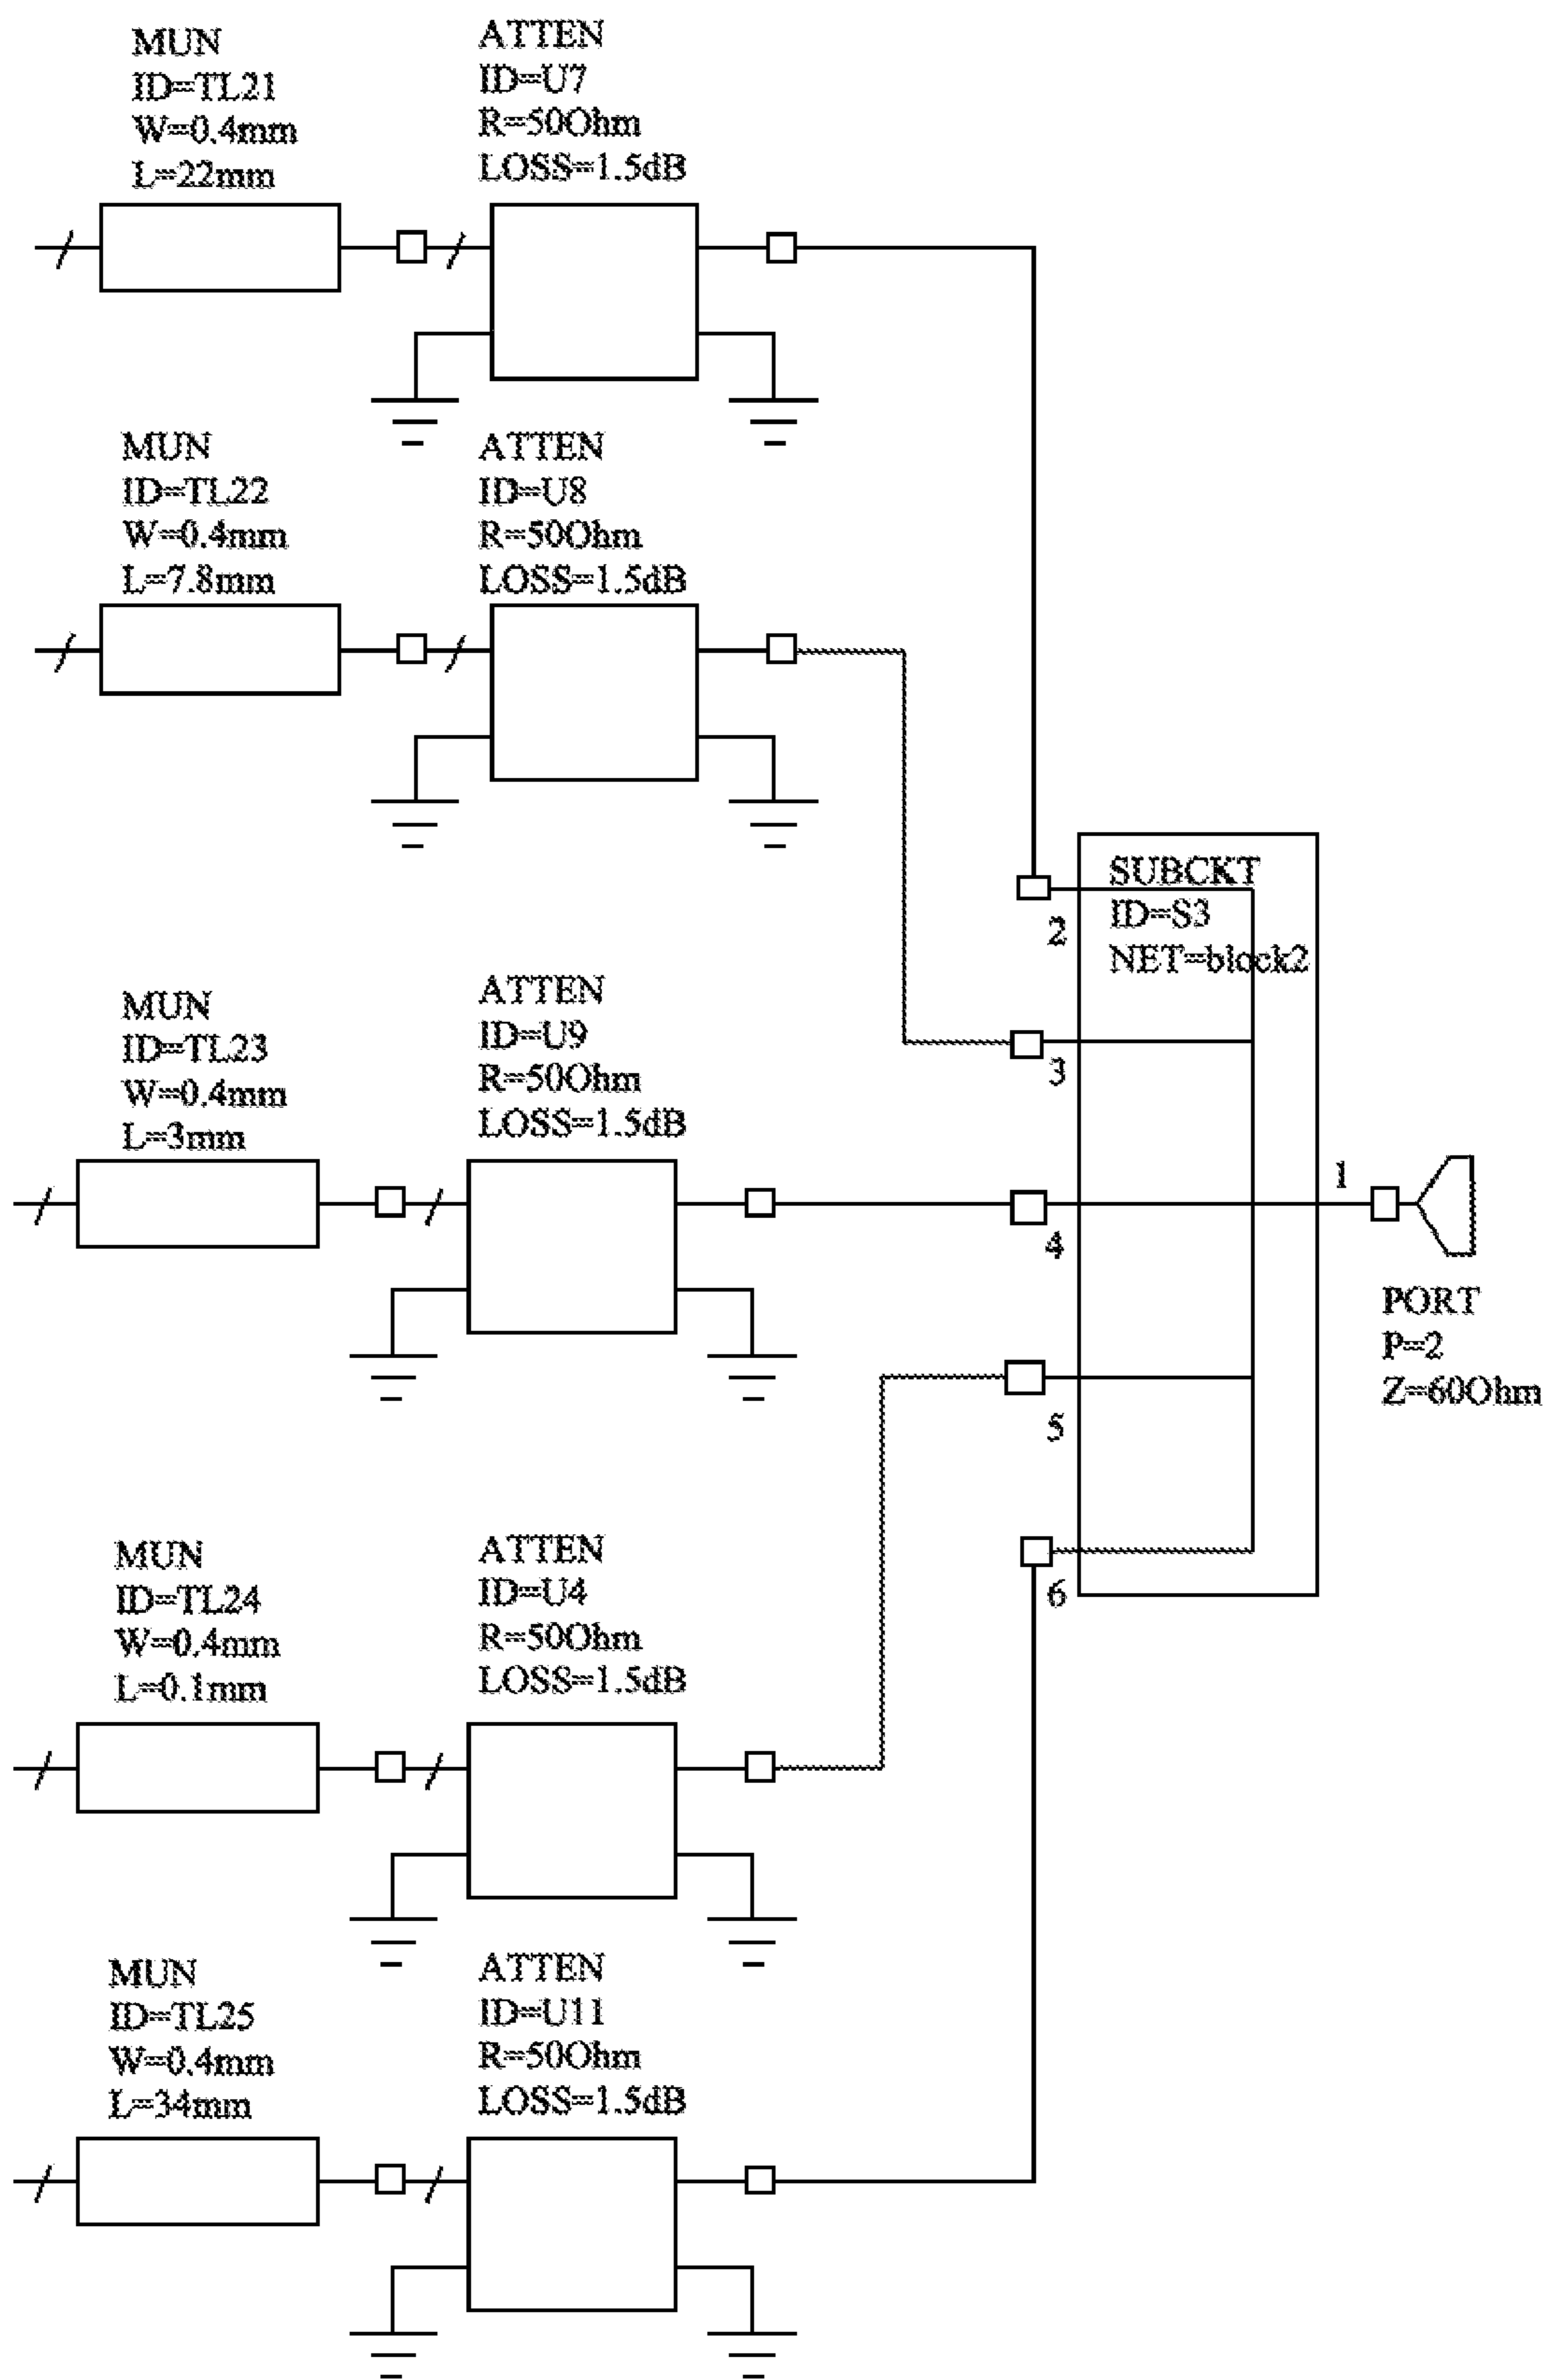 MUN
ID=TL21
W=0.4mm
L=22mm
ATTEN
ID=U7
R=50Ohm
LOSS=1.5dB
MUN
ID=TL22
W=0.4mm
L=7.8mm
ATTEN
ID=U8
R=50Ohm
LOSS=1.5dB
SUBCKT
ID=S3
NET=block2
2
3
4
5
6
1
MUN
ID=TL23
W=0.4mm
L=3mm
ATTEN
ID=U9
R=50Ohm
LOSS=1.5dB
PORT
P=2
Z=60Ohm
MUN
ID=TL24
W=0.4mm
L=0.1mm
ATTEN
ID=U4
R=50Ohm
LOSS=1.5dB
MUN
ID=TL25
W=0.4mm
L=34mm
ATTEN
ID=U11
R=50Ohm
LOSS=1.5dB